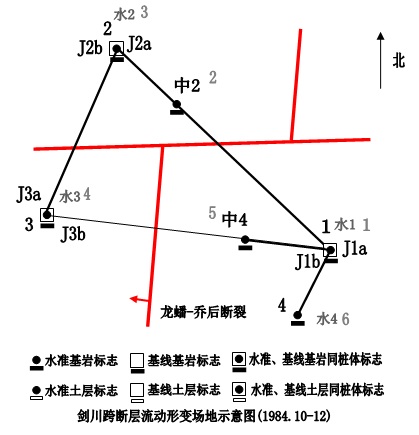 水2 3
2
J2b J2a
中2 2
北
J3a 水3 4
3 J3b
5
中4
1 水1 1
J1a
J1b
4
水4 6
龙蟠-乔后断裂
水准基岩标志 基线基岩标志 水准、基线基岩同桩体标志
水准土层标志 基线土层标志 水准、基线土层同桩体标志
剑川跨断层流动形变场地示意图(1984.10-12)